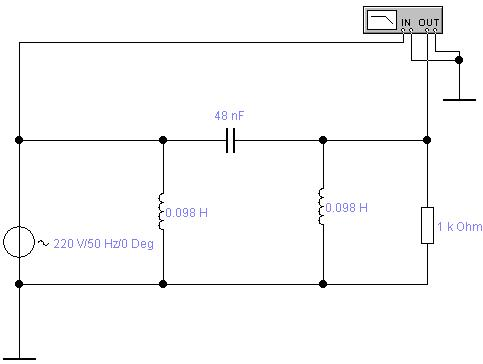 IN OUT
48 nF
0.098 H
0.098 H
1 k Ohm
220 V/50 Hz/0 Deg